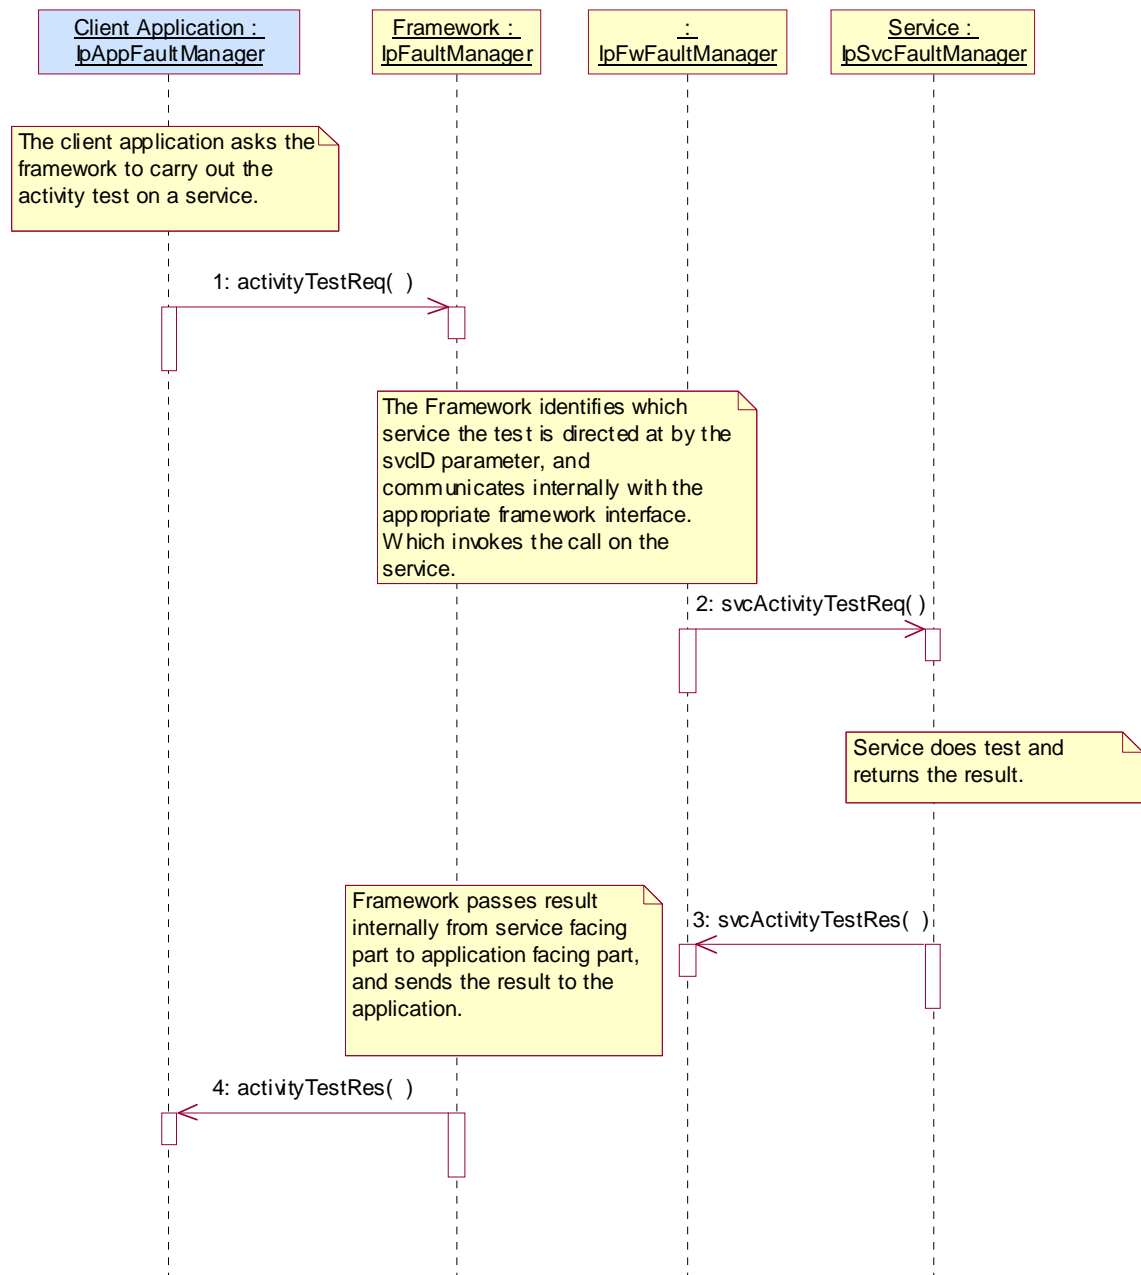 Client Application :
IpAppFaultManager
Framework :
IpFaultManager
:
IpFwFaultManager
Service :
IpSvcFaultManager
The client application asks the
framework to carry out the
activity test on a service.
1: activityTestReq( )
The Framework identifies which
service the test is directed at by the
svcID parameter, and
communicates internally with the
appropriate framework interface.
Which invokes the call on the
service.
2: svcActivityTestReq( )
Service does test and
returns the result.
Framework passes result
internally from service facing
part to application facing part,
and sends the result to the
application.
3: svcActivityTestRes( )
4: activityTestRes( )